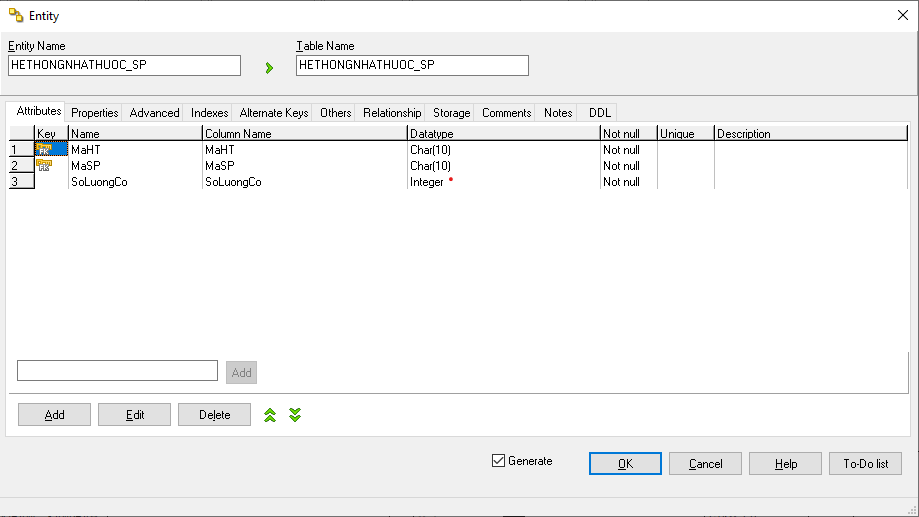 Entity
Entity Name Table Name
HETHONGNHATHUOC_SP HETHONGNHATHUOC_SP
Attributes Properties Advanced Indexes Alternate Keys Others Relationship Storage Comments Notes DDL
Key Name Column Name Datatype Not null Unique Description
1 MaHT MaHT Char(10) Not null
2 MaSP MaSP Char(10) Not null
3 SoLuongCo SoLuongCo Integer * Not null
Add
Add Edit Delete
Generate OK Cancel Help To-Do list